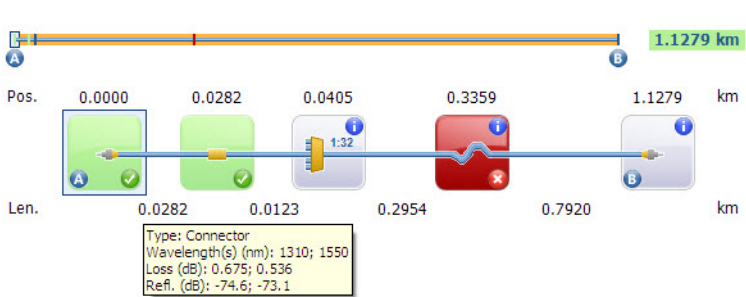 1.1279 km
A B
Pos. 0.0000 0.0282 0.0405 0.3359 1.1279 km
i i i
1:32
A B
Len. 0.0282 0.0123 0.2954 0.7920 km
Type: Connector
Wavelength(s) (nm): 1310; 1550
Loss (dB): 0.675; 0.536
Refl. (dB): -74.6; -73.1